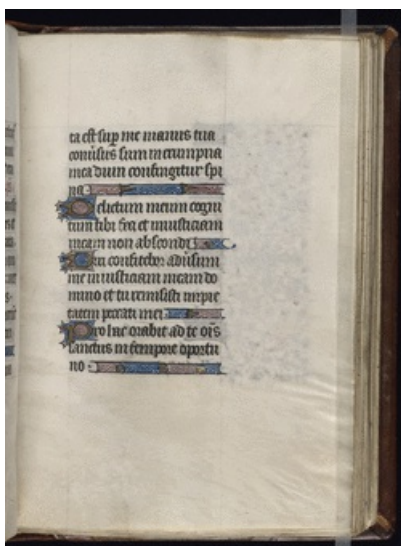 ta est sup me manus tua
conūsus sum in erumpna
mea dum configitur spi
na
Delictum meum cogni
tum tibi feci et iniusticiam
meam non abscondi
Dixi confitebor adūsum
me iniusticiam meam do
mino et tu remisisti impie
tatem peccati mei
Pro hac orabit ad te oīs
sanctus in tempore oportu
no